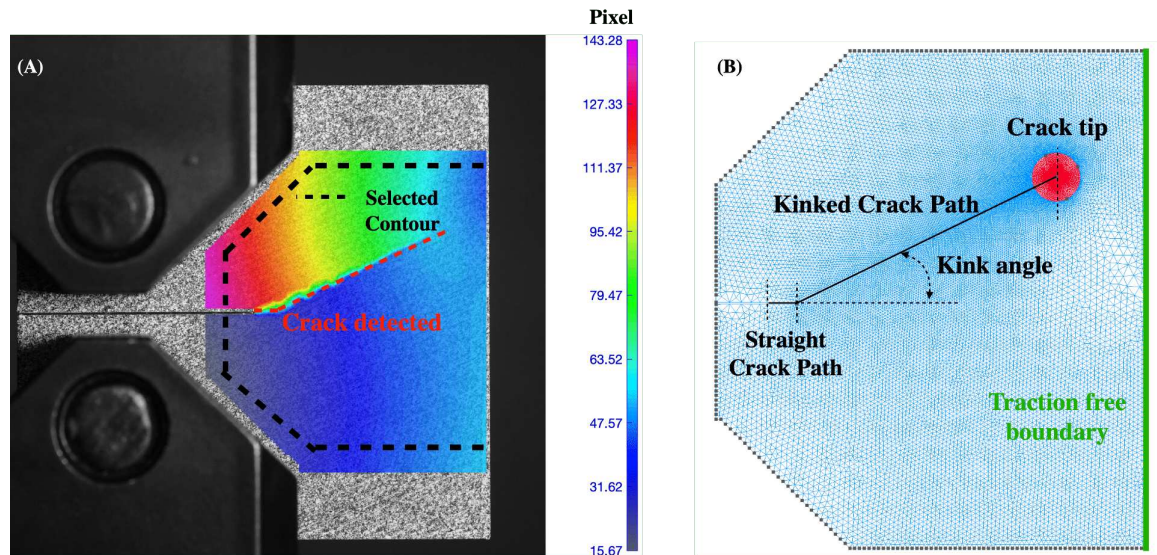 Pixel
(A)
143.28
127.33
111.37
95.42
79.47
63.52
47.57
31.62
15.67
Selected
Contour
Crack detected
(B)
Crack tip
Kinked Crack Path
Kink angle
Straight
Crack Path
Traction free
boundary